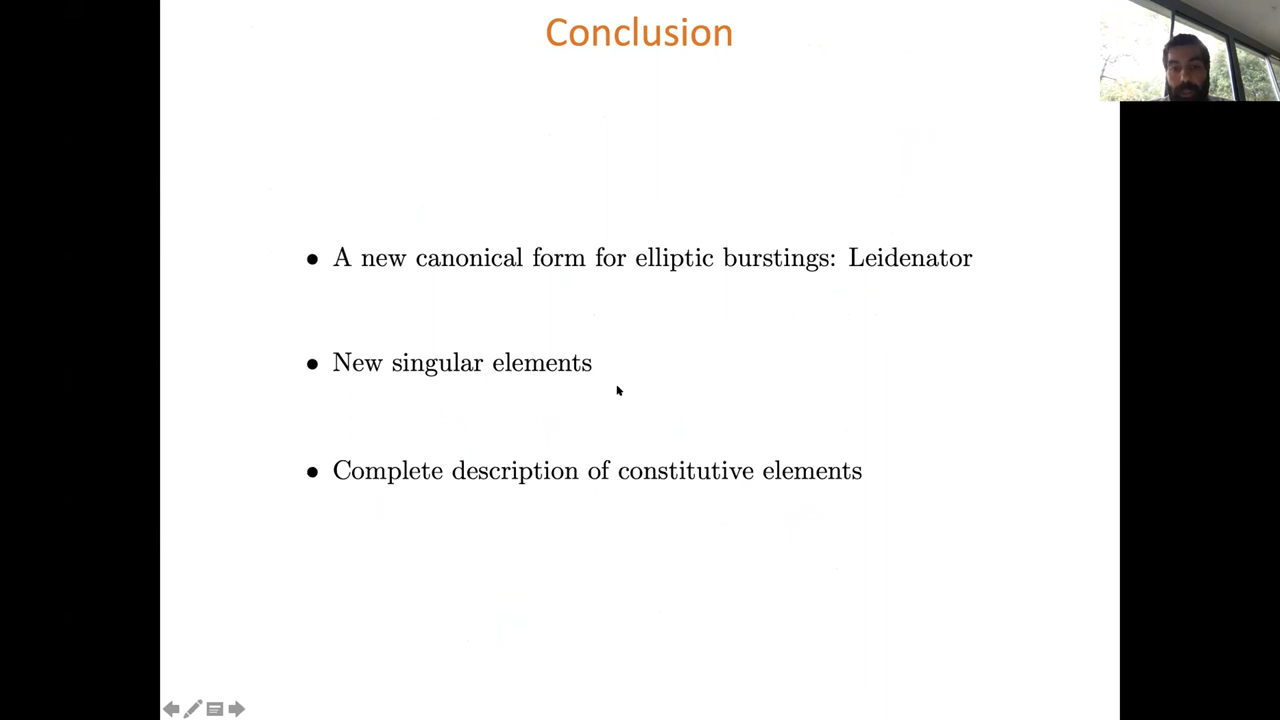 Conclusion
• A new canonical form for elliptic burstings: Leidenator
• New singular elements
• Complete description of constitutive elements